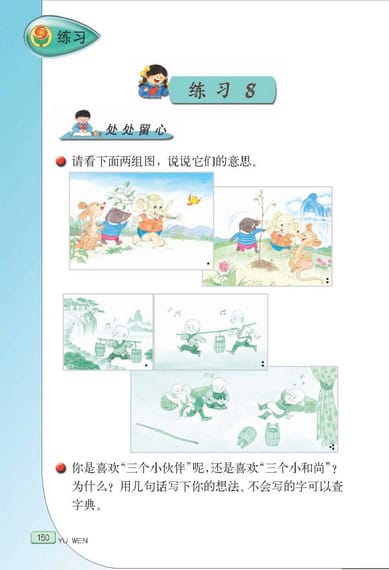 练习
练习 8
处处留心
请看下面两组图，说说它们的意思。
你是喜欢“三个小伙伴”呢，还是喜欢“三个小和尚”？
为什么？用几句话写下你的想法。不会写的字可以查
字典。
150 YU WEN